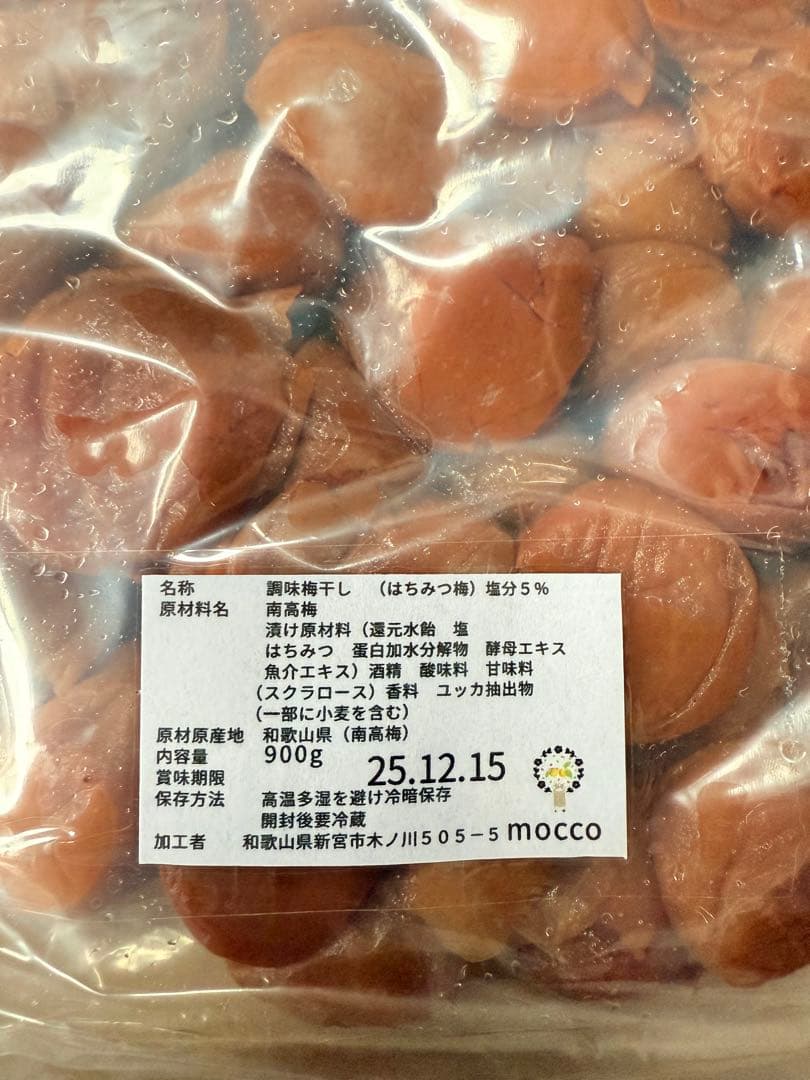 名称 調味梅干し （はちみつ梅）塩分５％
原材料名 南高梅
漬け原材料（還元水飴 塩
はちみつ 蛋白加水分解物 酵母エキス
魚介エキス）酒精 酸味料 甘味料
（スクラロース）香料 ユッカ抽出物
（一部に小麦を含む）
原材原産地 和歌山県（南高梅）
内容量 900g
賞味期限 25.12.15
保存方法 高温多湿を避け冷暗保存
開封後要冷蔵
加工者 和歌山県新宮市木ノ川５０５－５ mocco